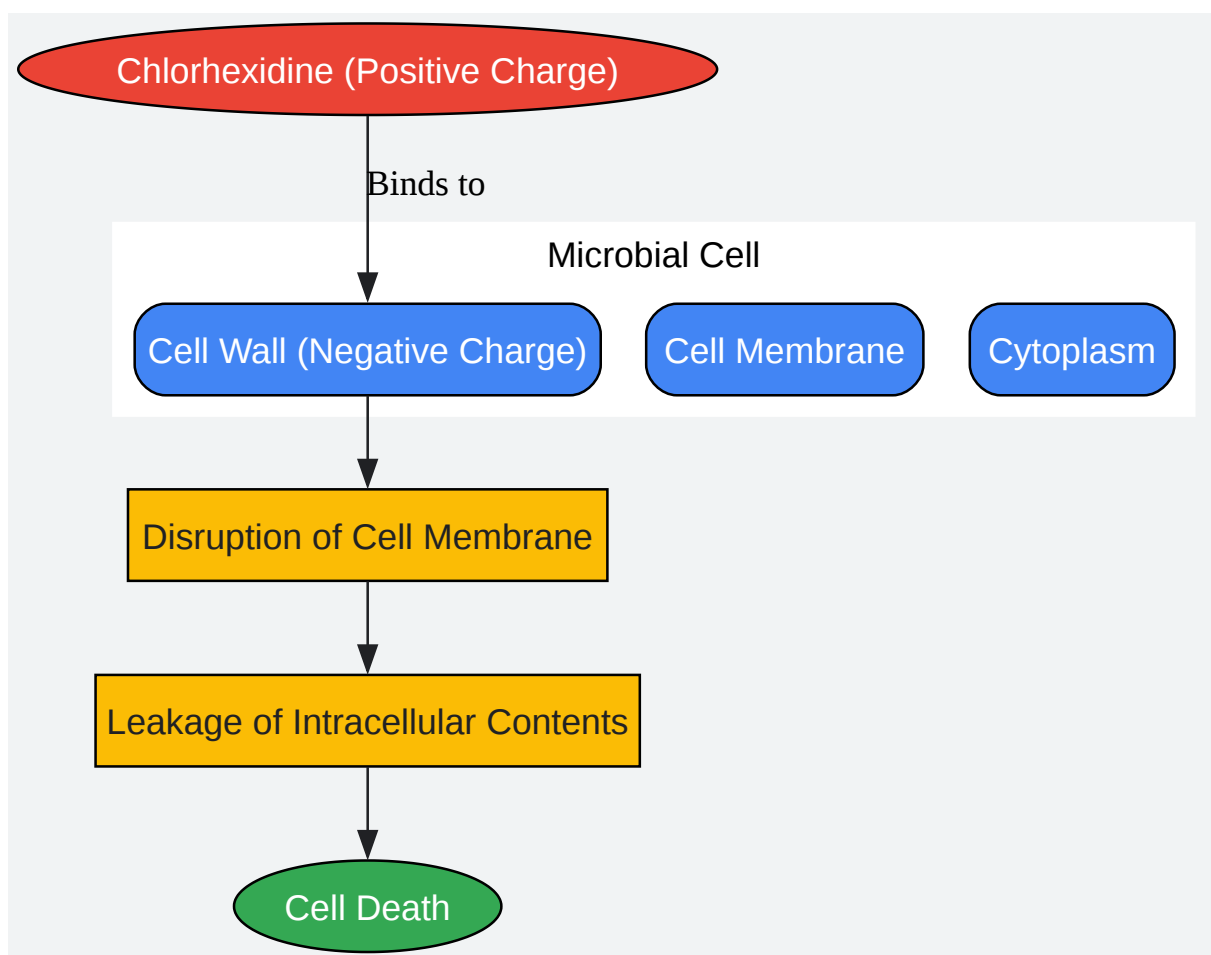 Chlorhexidine (Positive Charge)
Binds to
Microbial Cell
Cell Wall (Negative Charge)
Cell Membrane
Cytoplasm
Disruption of Cell Membrane
Leakage of Intracellular Contents
Cell Death